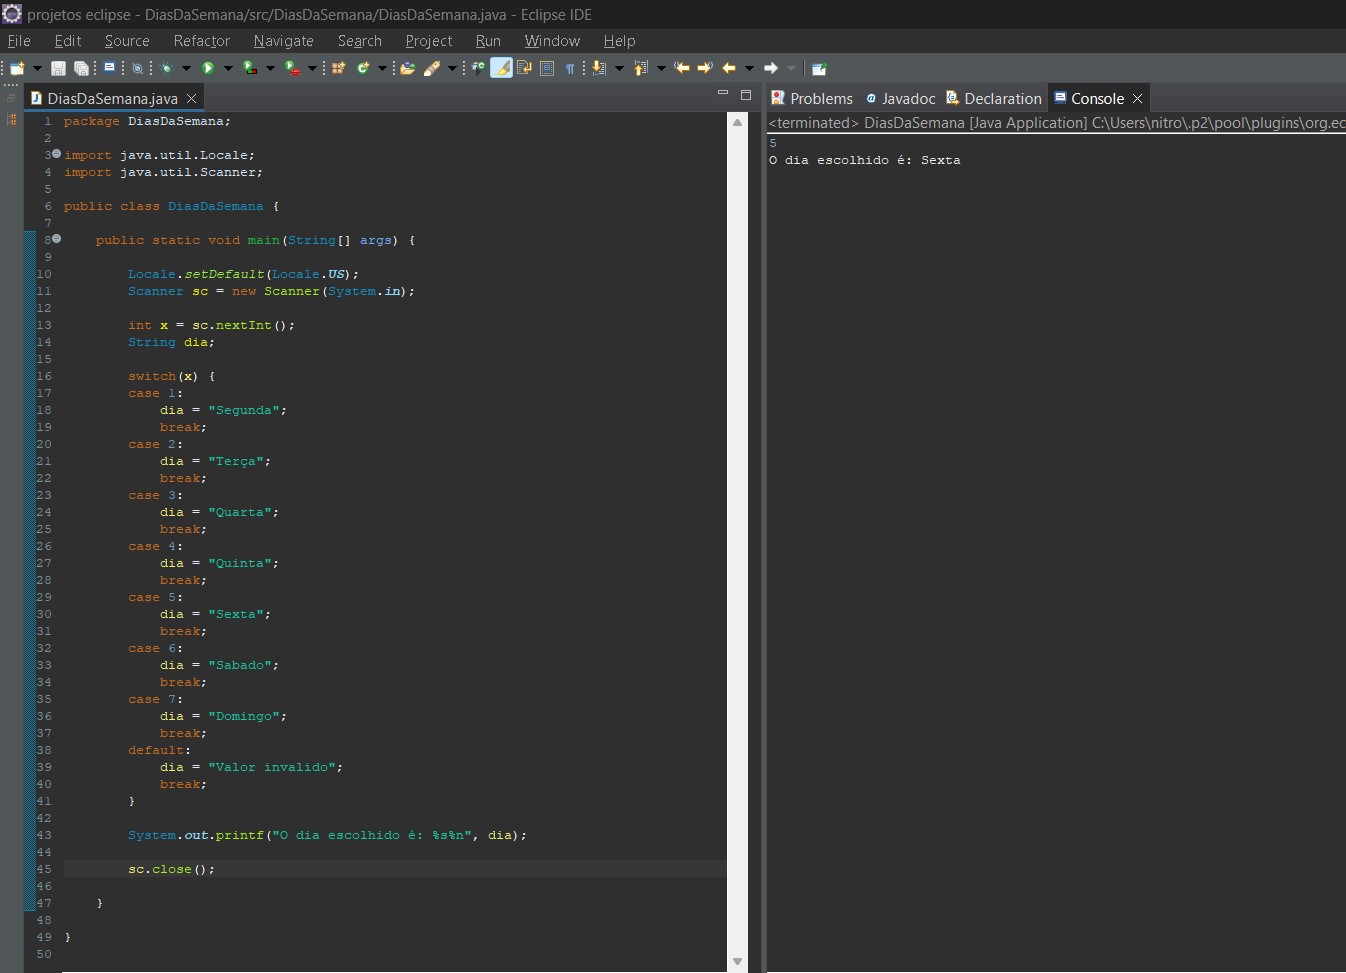 projetos eclipse - DiasDaSemana/src/DiasDaSemana/DiasDaSemana.java - Eclipse IDE
File Edit Source Refactor Navigate Search Project Run Window Help
DiasDaSemana.java
1 package DiasDaSemana;
2
3 import java.util.Locale;
4 import java.util.Scanner;
5
6 public class DiasDaSemana {
7
8     public static void main(String[] args) {
9
10         Locale.setDefault(Locale.US);
11         Scanner sc = new Scanner(System.in);
12
13         int x = sc.nextInt();
14         String dia;
15
16         switch(x) {
17         case 1:
18             dia = "Segunda";
19             break;
20         case 2:
21             dia = "Terça";
22             break;
23         case 3:
24             dia = "Quarta";
25             break;
26         case 4:
27             dia = "Quinta";
28             break;
29         case 5:
30             dia = "Sexta";
31             break;
32         case 6:
33             dia = "Sabado";
34             break;
35         case 7:
36             dia = "Domingo";
37             break;
38         default:
39             dia = "Valor invalido";
40             break;
41         }
42
43         System.out.printf("O dia escolhido é: %s%n", dia);
44
45         sc.close();
46
47     }
48
49 }
50
Problems Javadoc Declaration Console
<terminated> DiasDaSemana [Java Application] C:\Users\nitro\.p2\pool\plugins\org.ec
5
O dia escolhido é: Sexta